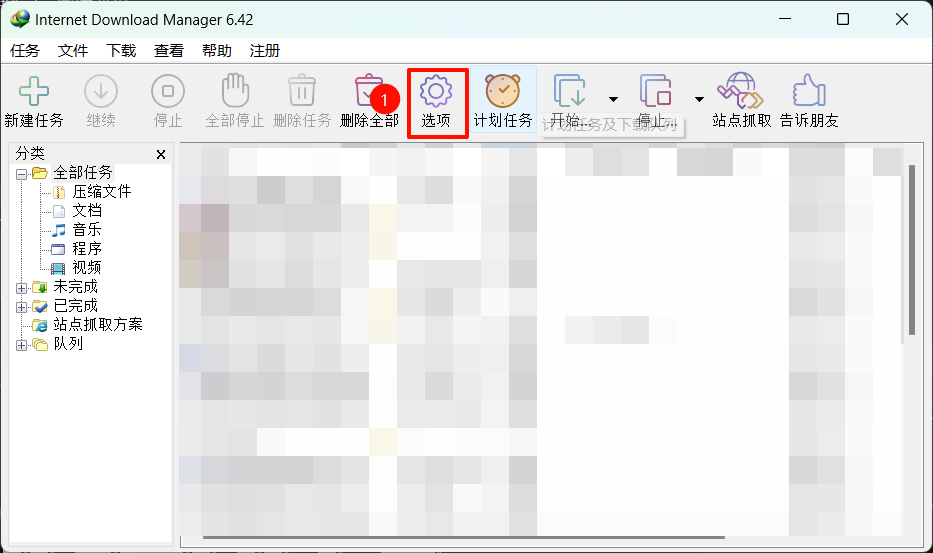 Internet Download Manager 6.42
任务 文件 下载 查看 帮助 注册
新建任务 继续 停止 全部停止 删除任务 删除全部 1 选项 计划任务 开始... 停止... 站点抓取 告诉朋友
计划任务及下载队列
分类
全部任务
压缩文件
文档
音乐
程序
视频
未完成
已完成
站点抓取方案
队列